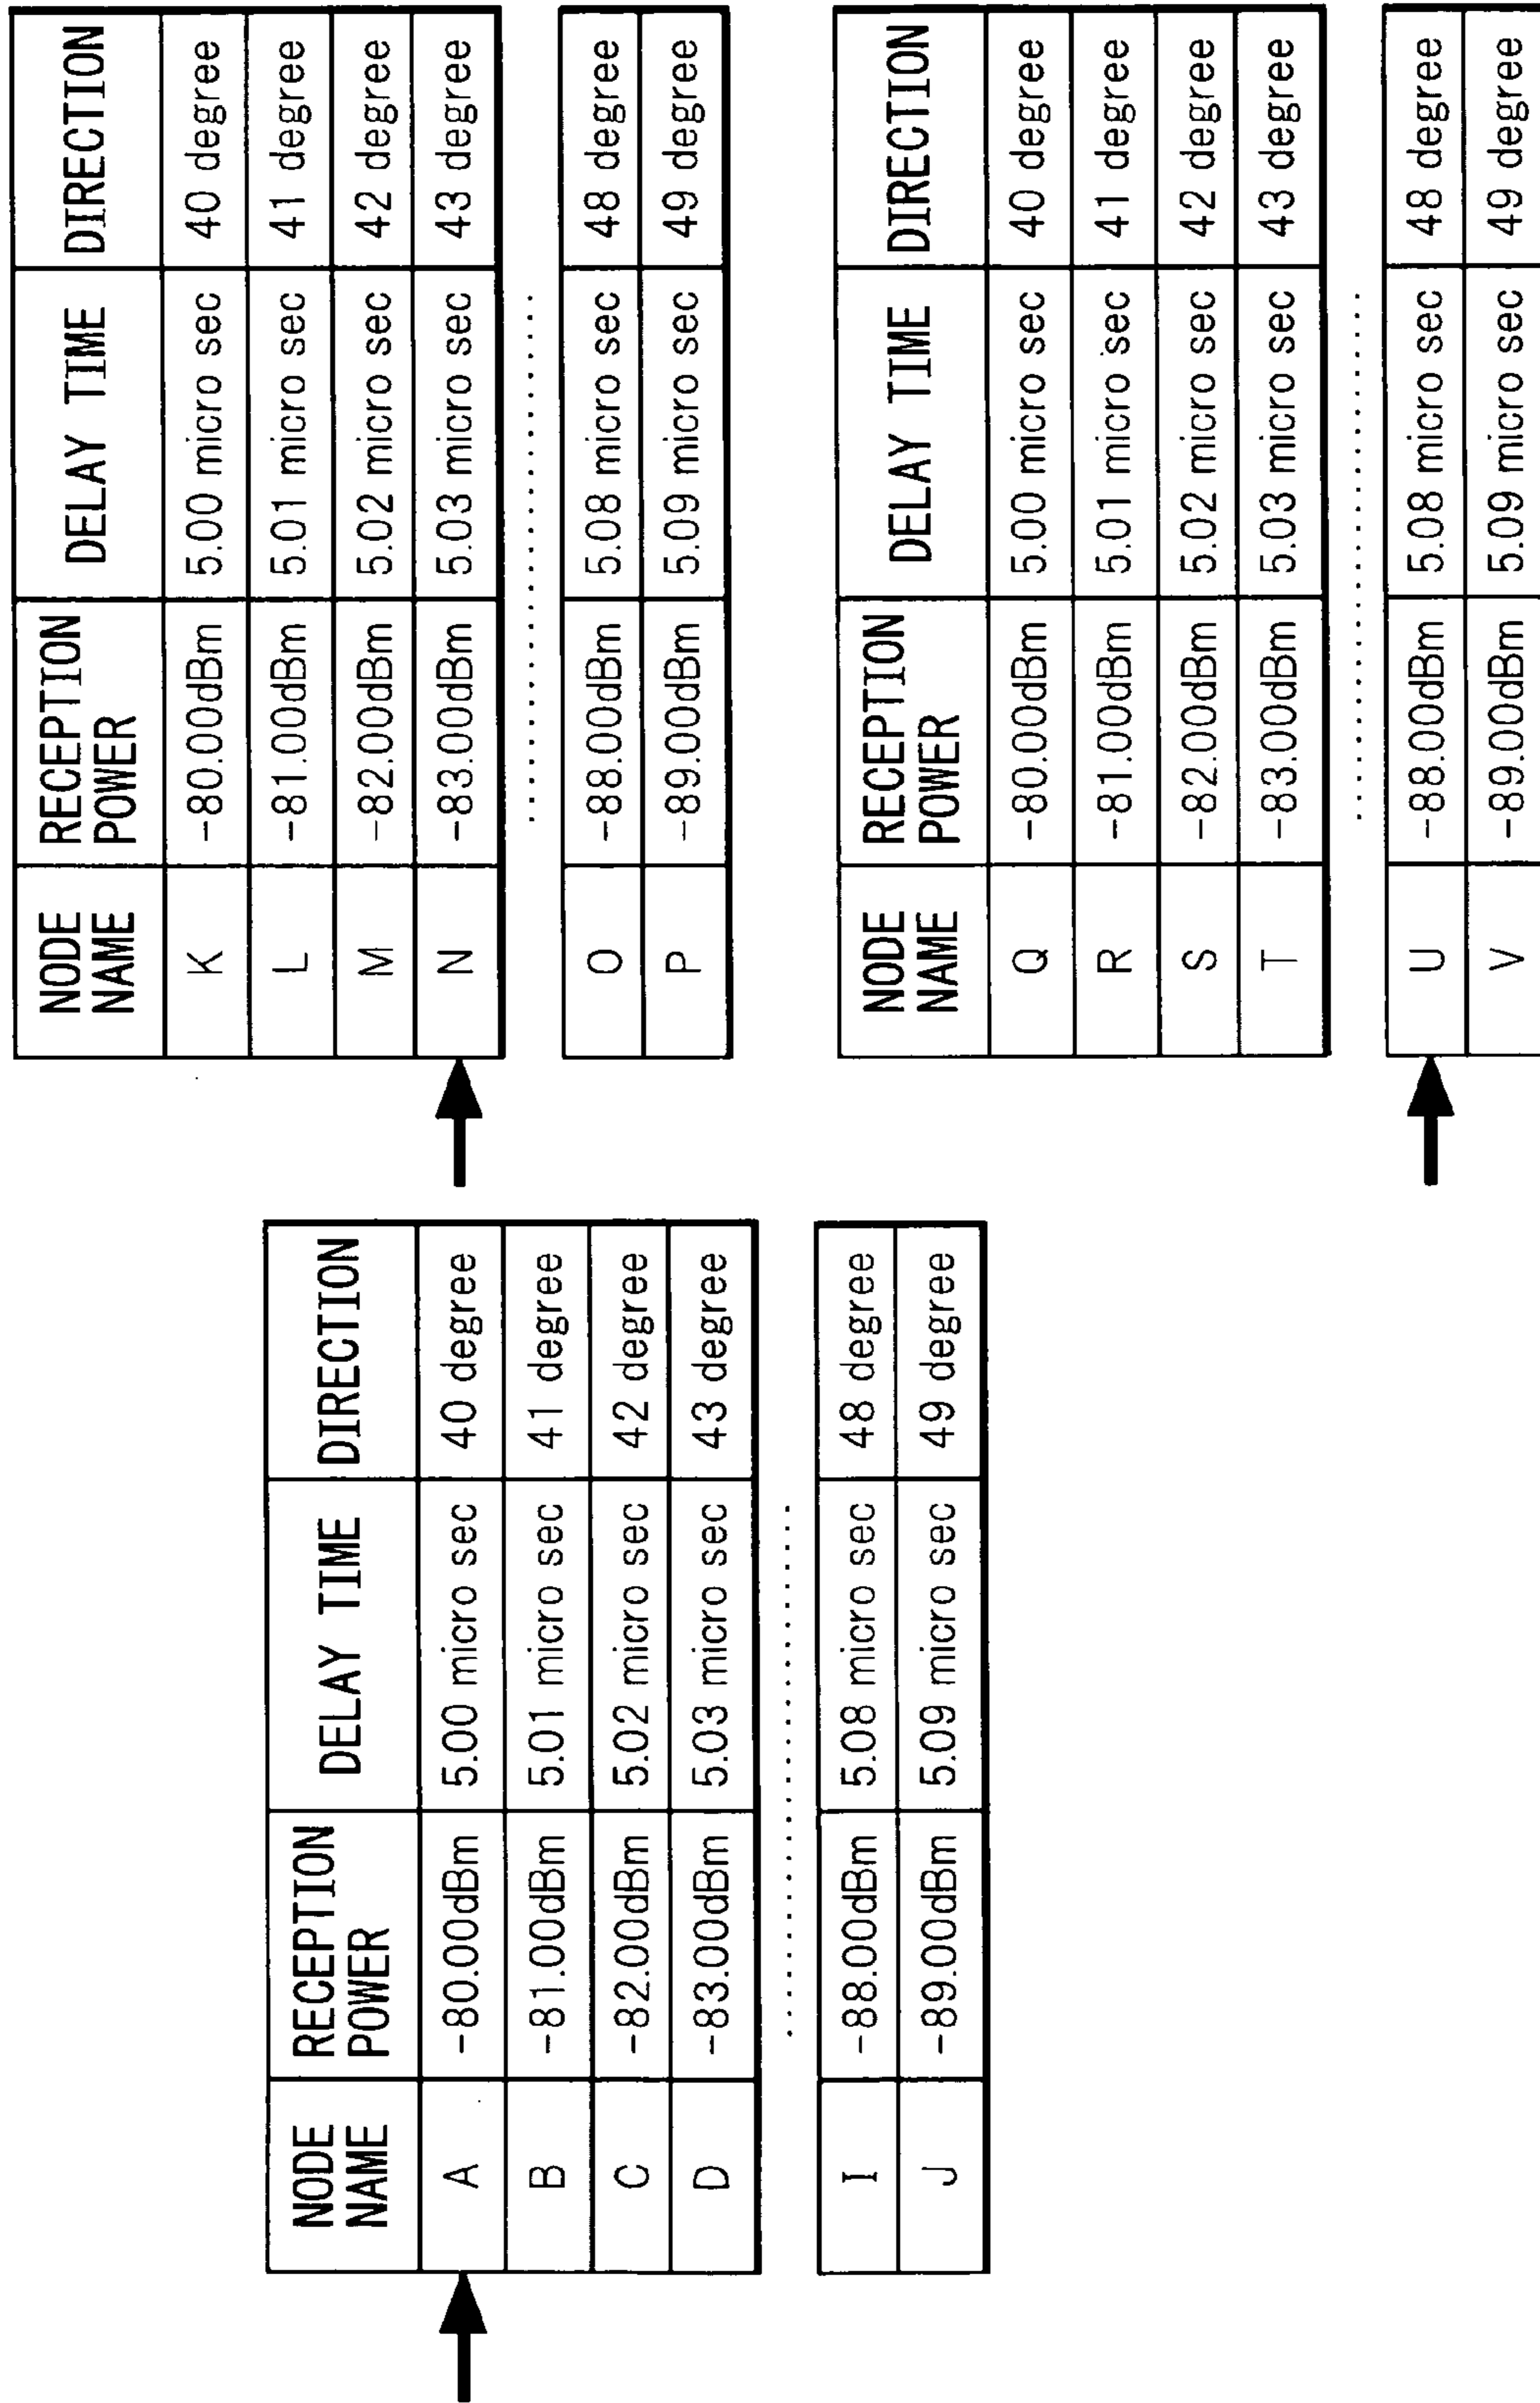 NODE NAME RECEPTION POWER DELAY TIME DIRECTION
A -80.00dBm 5.00 micro sec 40 degree
B -81.00dBm 5.01 micro sec 41 degree
C -82.00dBm 5.02 micro sec 42 degree
D -83.00dBm 5.03 micro sec 43 degree
I -88.00dBm 5.08 micro sec 48 degree
J -89.00dBm 5.09 micro sec 49 degree
NODE NAME RECEPTION POWER DELAY TIME DIRECTION
K -80.00dBm 5.00 micro sec 40 degree
L -81.00dBm 5.01 micro sec 41 degree
M -82.00dBm 5.02 micro sec 42 degree
N -83.00dBm 5.03 micro sec 43 degree
O -88.00dBm 5.08 micro sec 48 degree
P -89.00dBm 5.09 micro sec 49 degree
NODE NAME RECEPTION POWER DELAY TIME DIRECTION
Q -80.00dBm 5.00 micro sec 40 degree
R -81.00dBm 5.01 micro sec 41 degree
S -82.00dBm 5.02 micro sec 42 degree
T -83.00dBm 5.03 micro sec 43 degree
U -88.00dBm 5.08 micro sec 48 degree
V -89.00dBm 5.09 micro sec 49 degree